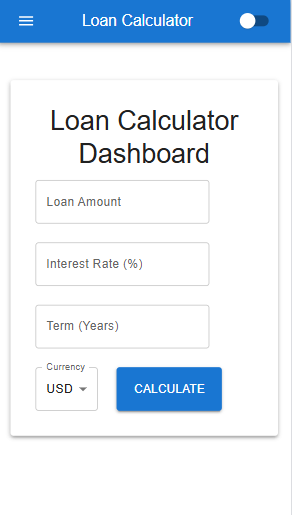 Loan Calculator
Loan Calculator
Dashboard
Loan Amount
Interest Rate (%)
Term (Years)
Currency
USD
CALCULATE